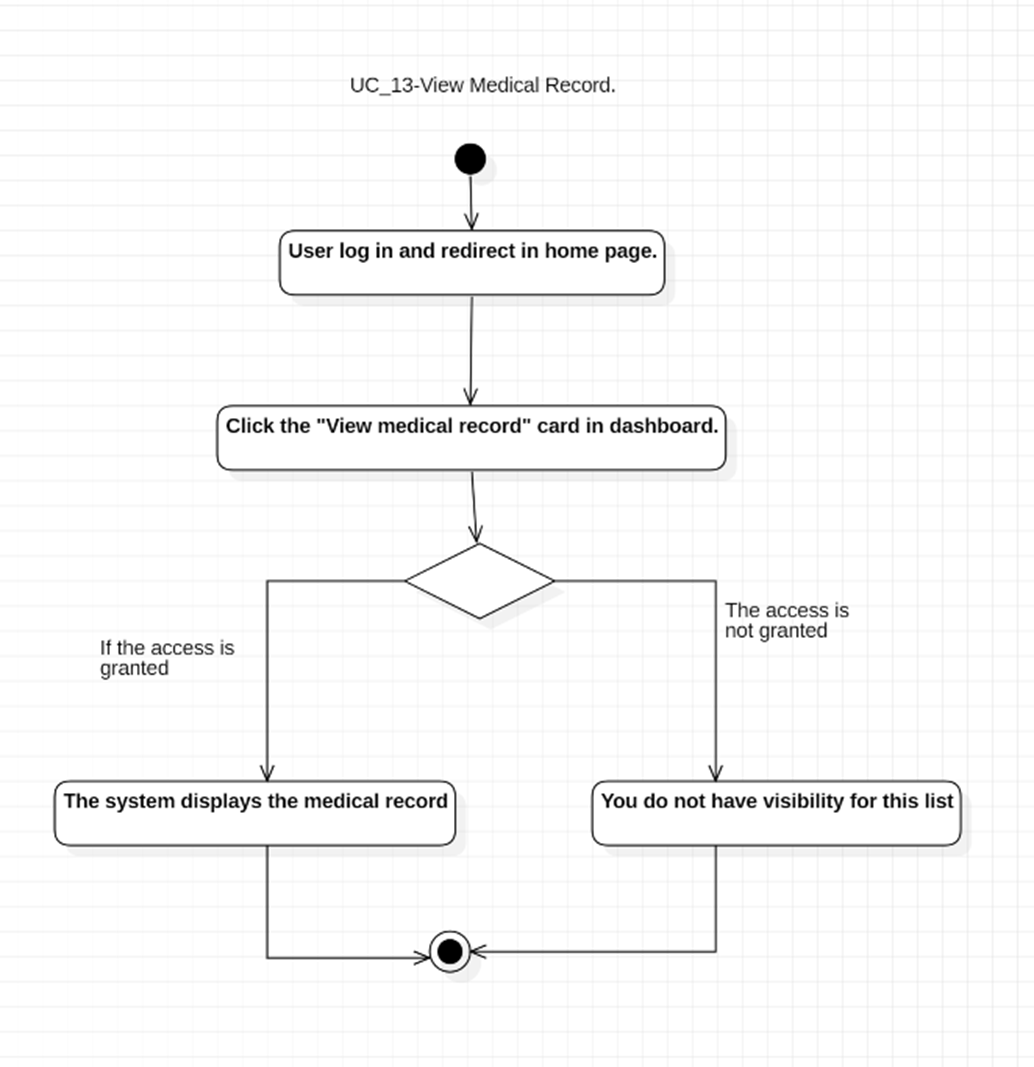 UC_13-View Medical Record.
User log in and redirect in home page.
Click the "View medical record" card in dashboard.
The access is
not granted
If the access is
granted
The system displays the medical record
You do not have visibility for this list